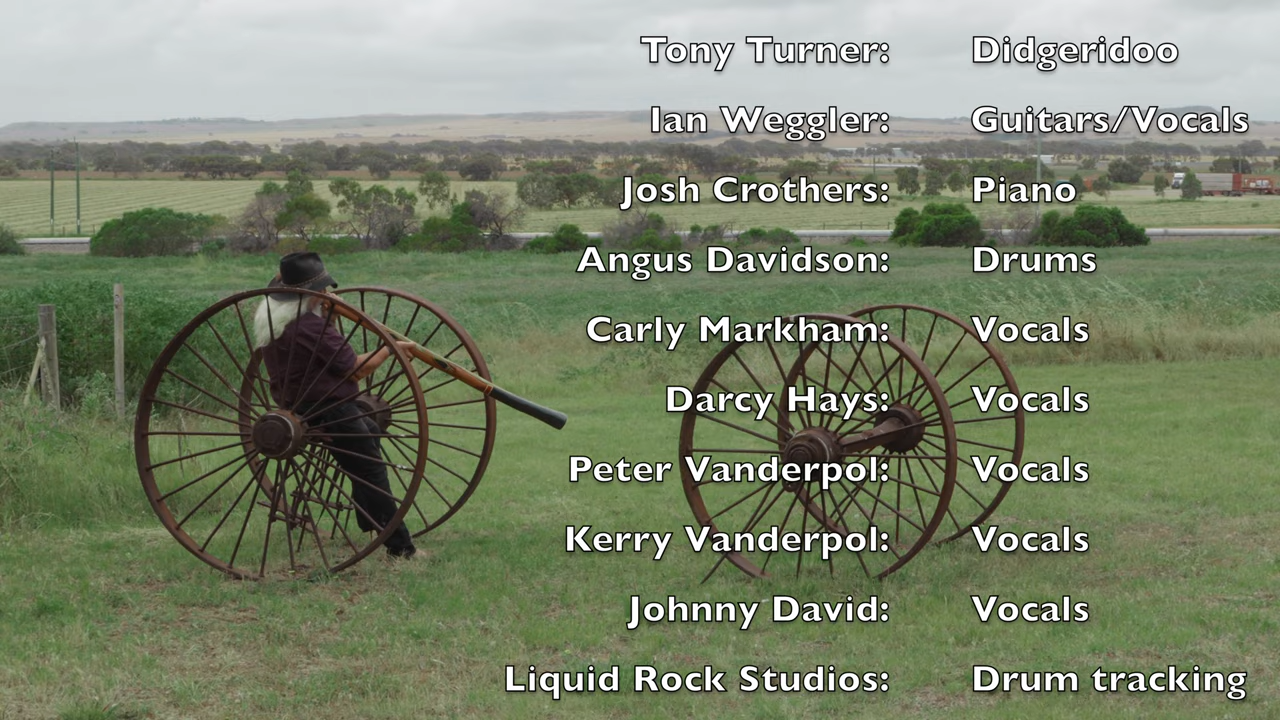 Tony Turner: Didgeridoo
Ian Weggler: Guitars/Vocals
Josh Crothers: Piano
Angus Davidson: Drums
Carly Markham: Vocals
Darcy Hays: Vocals
Peter Vanderpol: Vocals
Kerry Vanderpol: Vocals
Johnny David: Vocals
Liquid Rock Studios: Drum tracking